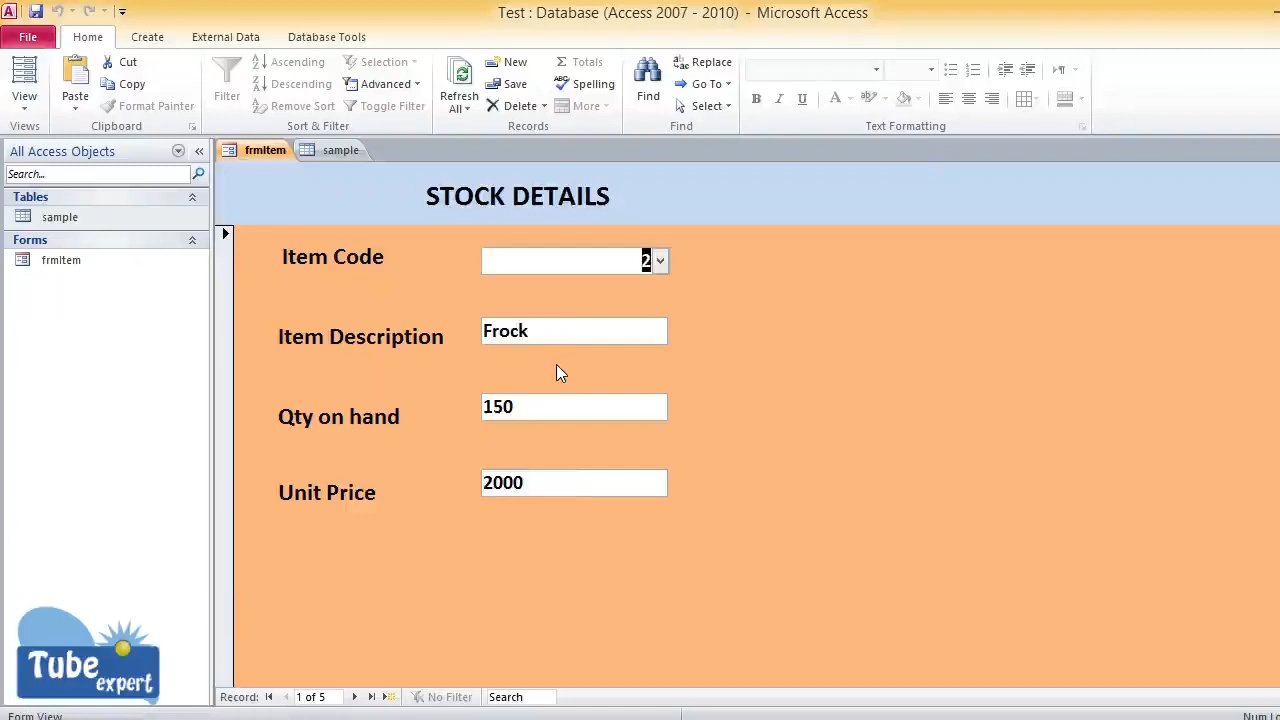 Test : Database (Access 2007 - 2010)  -  Microsoft Access
File Home Create External Data Database Tools
View
Views
Paste
Cut
Copy
Format Painter
Clipboard
Filter
Ascending
Descending
Remove Sort
Selection
Advanced
Toggle Filter
Sort & Filter
Refresh
All
New
Save
Delete
Totals
Spelling
More
Records
Find
Replace
Go To
Select
Find
B I U A
Text Formatting
All Access Objects
Search...
Tables
sample
Forms
frmItem
frmItem sample
STOCK DETAILS
Item Code 2
Item Description Frock
Qty on hand 150
Unit Price 2000
Tube
expert
Record: 1 of 5 No Filter Search
Form View
Num Lo